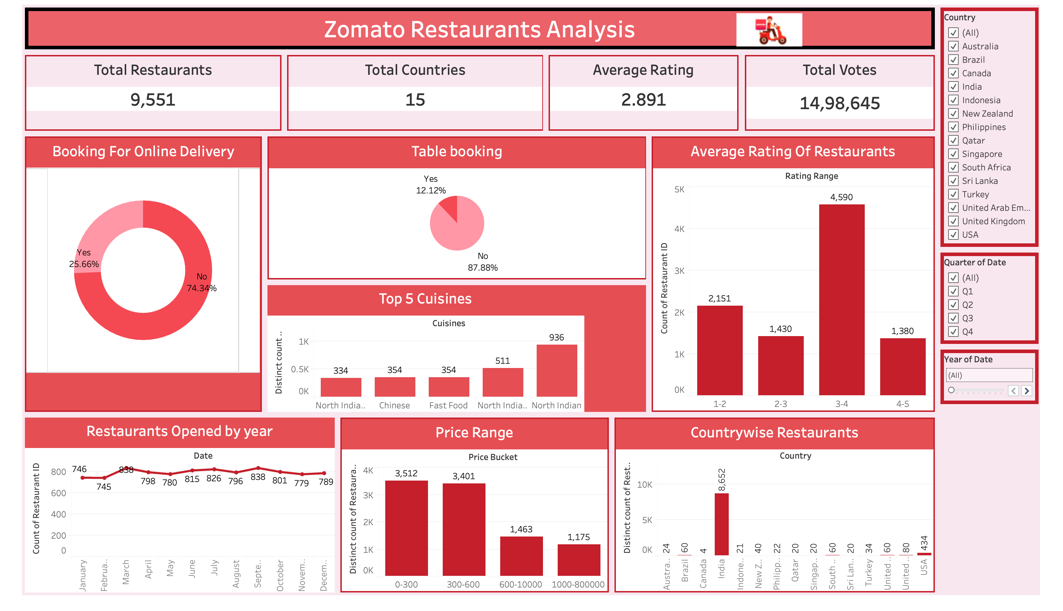 Zomato Restaurants Analysis
Total Restaurants
9,551
Total Countries
15
Average Rating
2.891
Total Votes
14,98,645
Booking For Online Delivery
Yes
25.66%
No
74.34%
Table booking
Yes
12.12%
No
87.88%
Top 5 Cuisines
Cuisines
Distinct count ..
1K
0.5K
0K
334
354
354
511
936
North India..
Chinese
Fast Food
North India..
North Indian
Average Rating Of Restaurants
Rating Range
Count of Restaurant ID
5K
4K
3K
2K
1K
0K
2,151
1,430
4,590
1,380
1-2
2-3
3-4
4-5
Restaurants Opened by year
Date
Count of Restaurant ID
800
600
400
200
0
746
745
838
798
780
815
826
796
838
801
779
789
January
Februa..
March
April
May
June
July
August
Septe..
October
Novem..
Decem..
Price Range
Price Bucket
Distinct count of Restaura..
4K
3K
2K
1K
0K
3,512
3,401
1,463
1,175
0-300
300-600
600-10000
1000-800000
Countrywise Restaurants
Country
Distinct count of Rest..
10K
5K
0K
24
60
4
8,652
21
40
22
20
20
60
20
34
60
80
434
Austra..
Brazil
Canada
India
Indone..
New Z..
Philipp..
Qatar
Singap..
South ..
Sri Lan..
Turkey
United ..
United ..
USA
Country
(All)
Australia
Brazil
Canada
India
Indonesia
New Zealand
Philippines
Qatar
Singapore
South Africa
Sri Lanka
Turkey
United Arab Em...
United Kingdom
USA
Quarter of Date
(All)
Q1
Q2
Q3
Q4
Year of Date
(All)